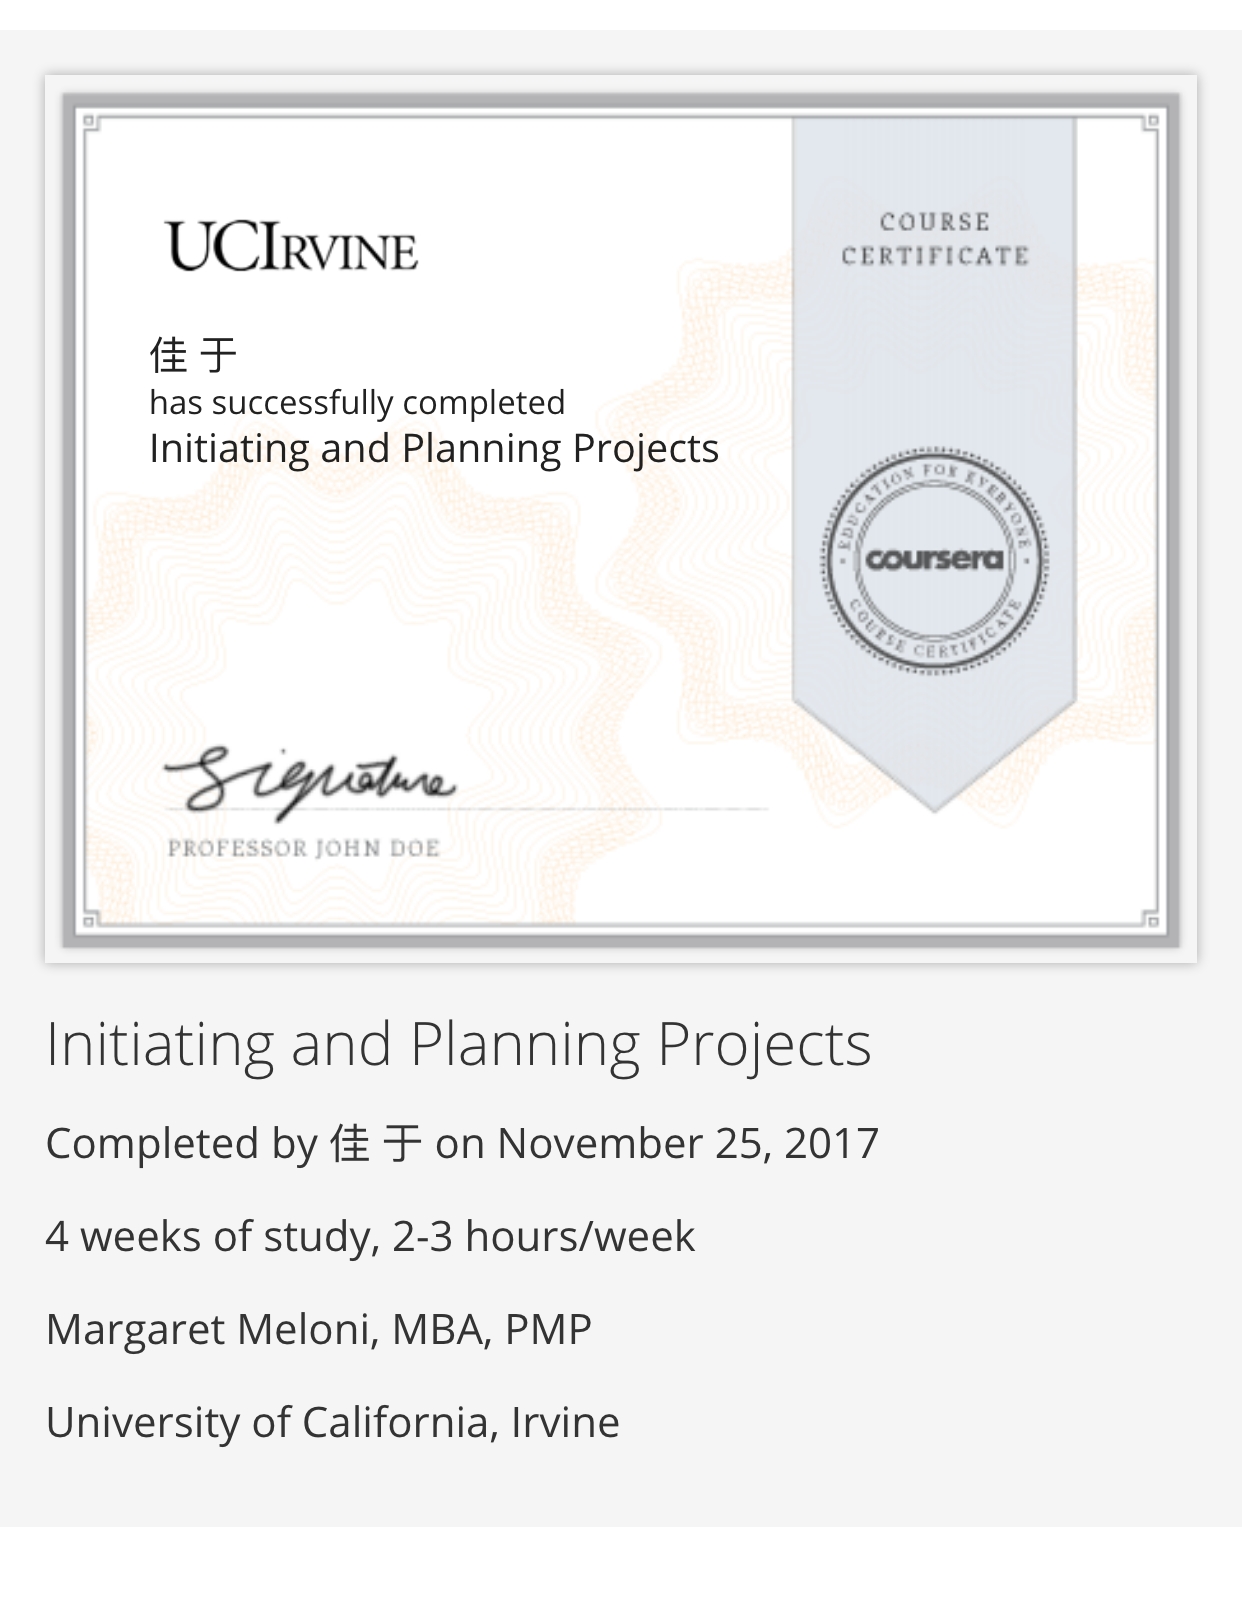 UCIRVINE
COURSE
CERTIFICATE
佳 于
has successfully completed
Initiating and Planning Projects
EDUCATION FOR EVERYONE
coursera
COURSE CERTIFICATE
Signature
PROFESSOR JOHN DOE
Initiating and Planning Projects
Completed by 佳 于 on November 25, 2017
4 weeks of study, 2-3 hours/week
Margaret Meloni, MBA, PMP
University of California, Irvine